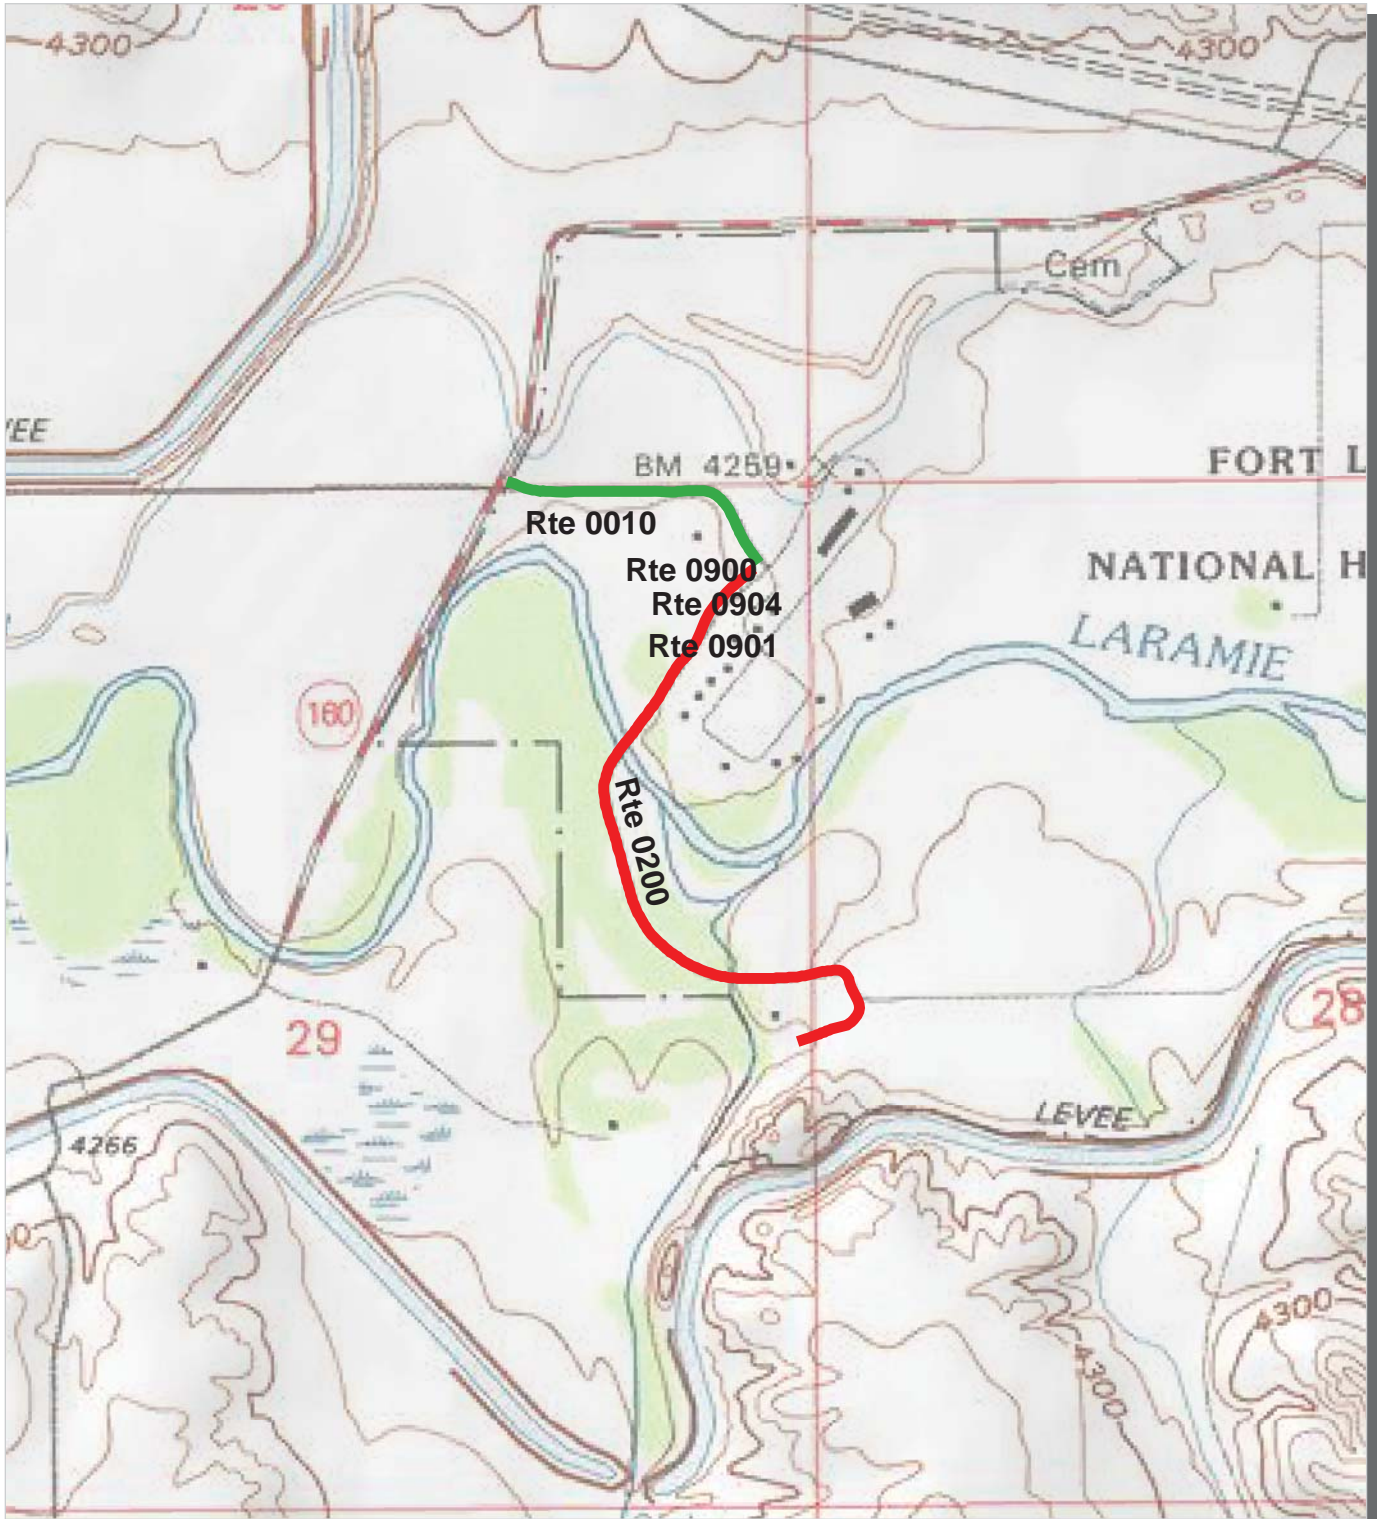 4300
4300
Cem
'EE
BM 4259
FORT L
Rte 0010
NATIONAL H
Rte 0900
Rte 0904
LARAMIE
Rte 0901
160
Rte 0200
28
29
LEVEE
4266
4300
4300